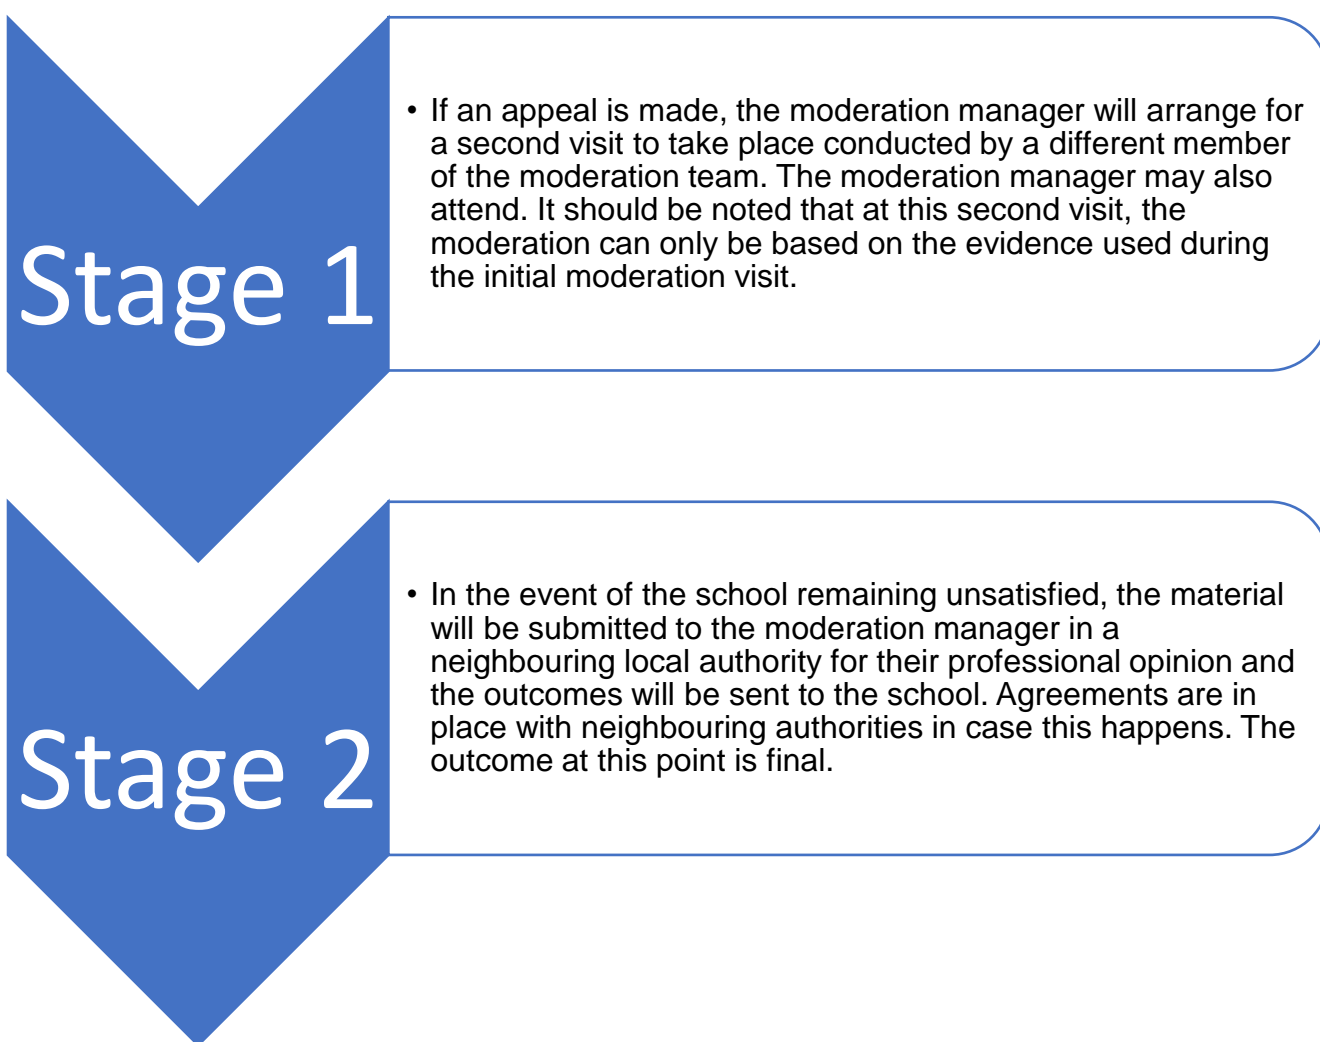 Stage 1
• If an appeal is made, the moderation manager will arrange for
a second visit to take place conducted by a different member
of the moderation team. The moderation manager may also
attend. It should be noted that at this second visit, the
moderation can only be based on the evidence used during
the initial moderation visit.
Stage 2
• In the event of the school remaining unsatisfied, the material
will be submitted to the moderation manager in a
neighbouring local authority for their professional opinion and
the outcomes will be sent to the school. Agreements are in
place with neighbouring authorities in case this happens. The
outcome at this point is final.